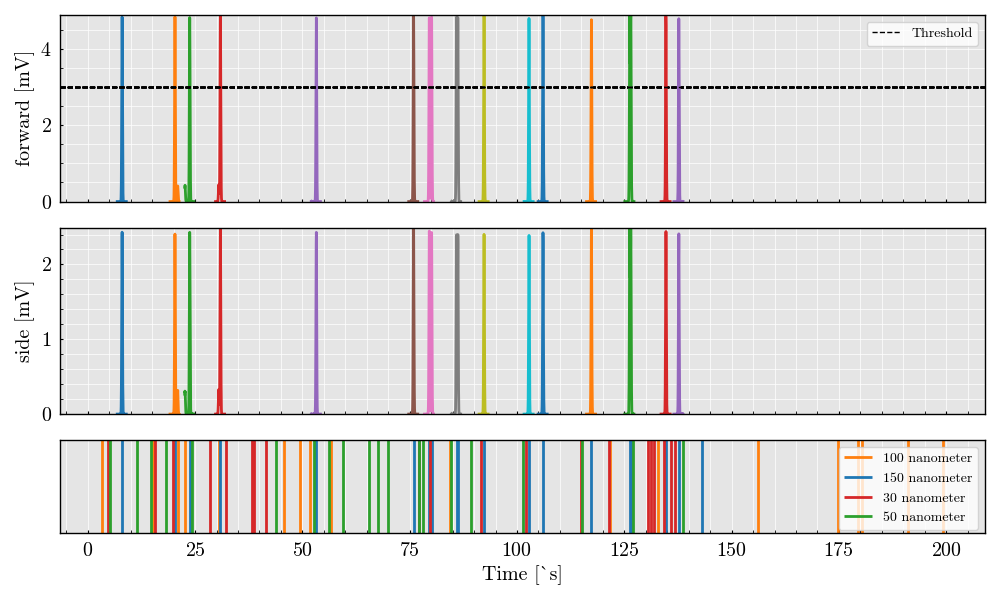 forward [mV]
4
2
0
Threshold
side [mV]
2
1
0
100 nanometer
150 nanometer
30 nanometer
50 nanometer
0 25 50 75 100 125 150 175 200
Time [`s]